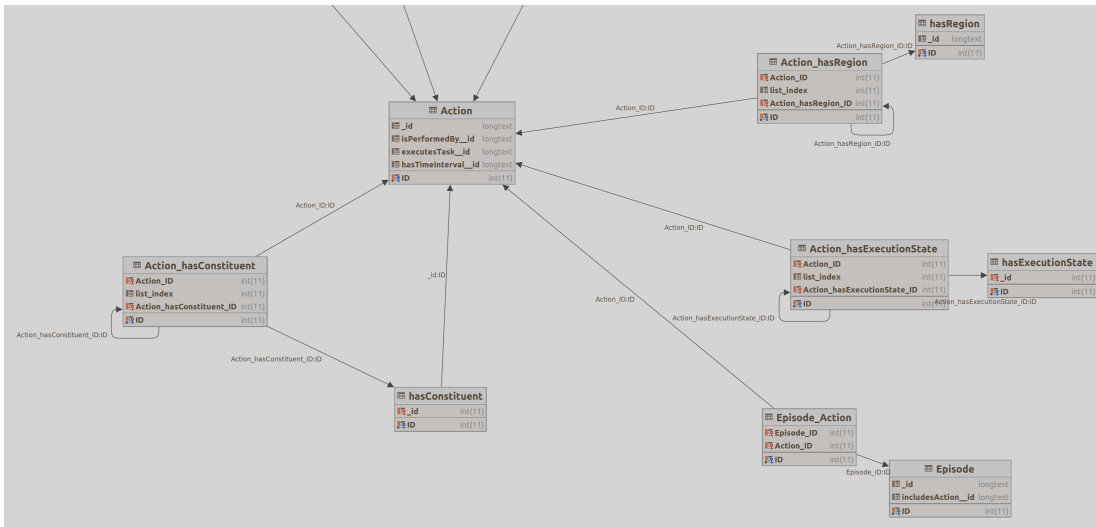 hasRegion
_id longtext
ID int(11)
Action_hasRegion_ID:ID
Action_hasRegion
Action_ID int(11)
list_index int(11)
Action_hasRegion_ID int(11)
ID int(11)
Action_hasRegion_ID:ID
Action_ID:ID
Action
_id longtext
isPerformedBy__id longtext
executesTask__id longtext
hasTimeInterval__id longtext
ID int(11)
Action_ID:ID
Action_ID:ID
Action_hasExecutionState
Action_ID int(11)
list_index int(11)
Action_hasExecutionState_ID int(11)
ID int(11)
Action_hasExecutionState_ID:ID
hasExecutionState
_id int(11)
ID int(11)
Action_hasExecutionState_ID:ID
Action_hasConstituent
Action_ID int(11)
list_index int(11)
Action_hasConstituent_ID int(11)
ID int(11)
Action_hasConstituent_ID:ID
_id:ID
Action_ID:ID
Action_hasConstituent_ID:ID
hasConstituent
_id int(11)
ID int(11)
Episode_Action
Episode_ID int(11)
Action_ID int(11)
ID int(11)
Episode_ID:ID
Episode
_id longtext
includesAction__id longtext
ID int(11)